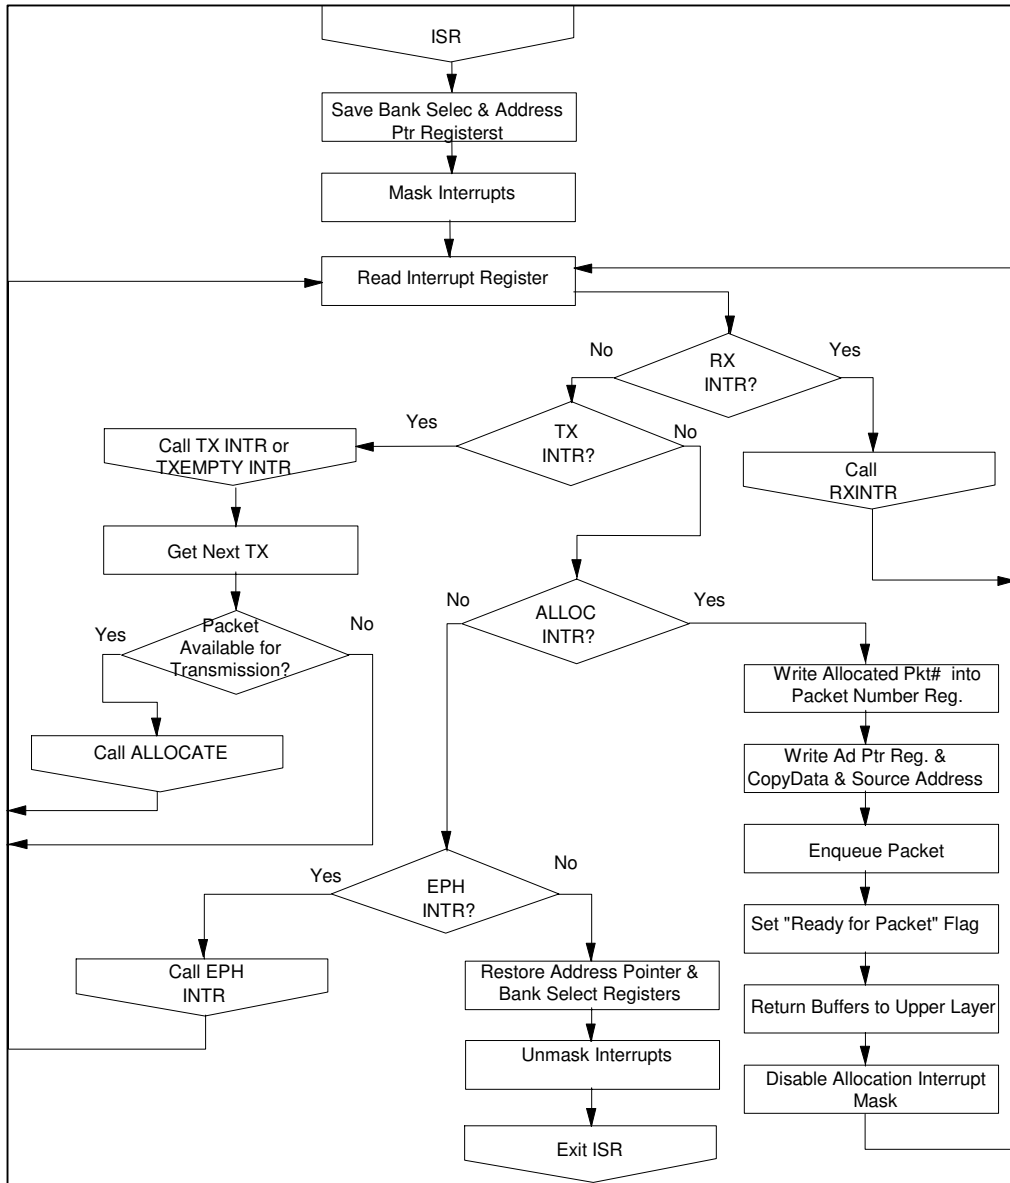 ISR
Save Bank Selec & Address
Ptr Registerst
Mask Interrupts
Read Interrupt Register
No
RX
INTR?
Yes
Yes
TX
INTR?
No
Call TX INTR or
TXEMPTY INTR
Call
RXINTR
Get Next TX
Yes
Packet
Available for
Transmission?
No
No
ALLOC
INTR?
Yes
Write Allocated Pkt# into
Packet Number Reg.
Call ALLOCATE
Write Ad Ptr Reg. &
CopyData & Source Address
Enqueue Packet
Yes
EPH
INTR?
No
Set "Ready for Packet" Flag
Call EPH
INTR
Restore Address Pointer &
Bank Select Registers
Return Buffers to Upper Layer
Unmask Interrupts
Disable Allocation Interrupt
Mask
Exit ISR